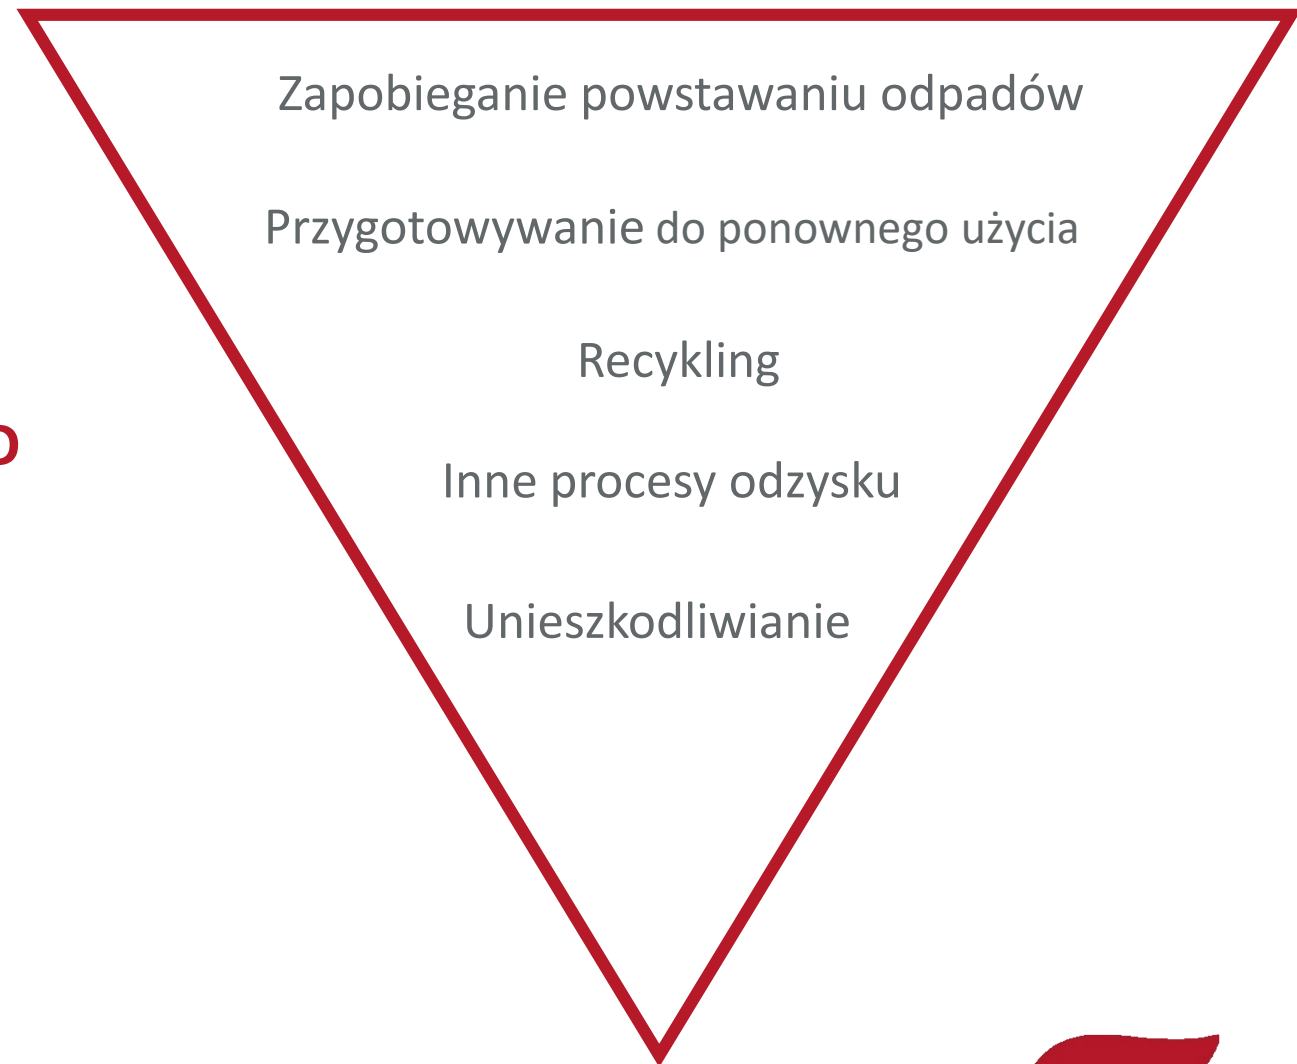 Zapobieganie powstawaniu odpadów
Przygotowywanie do ponownego użycia
Recykling
Inne procesy odzysku
Unieszkodliwianie